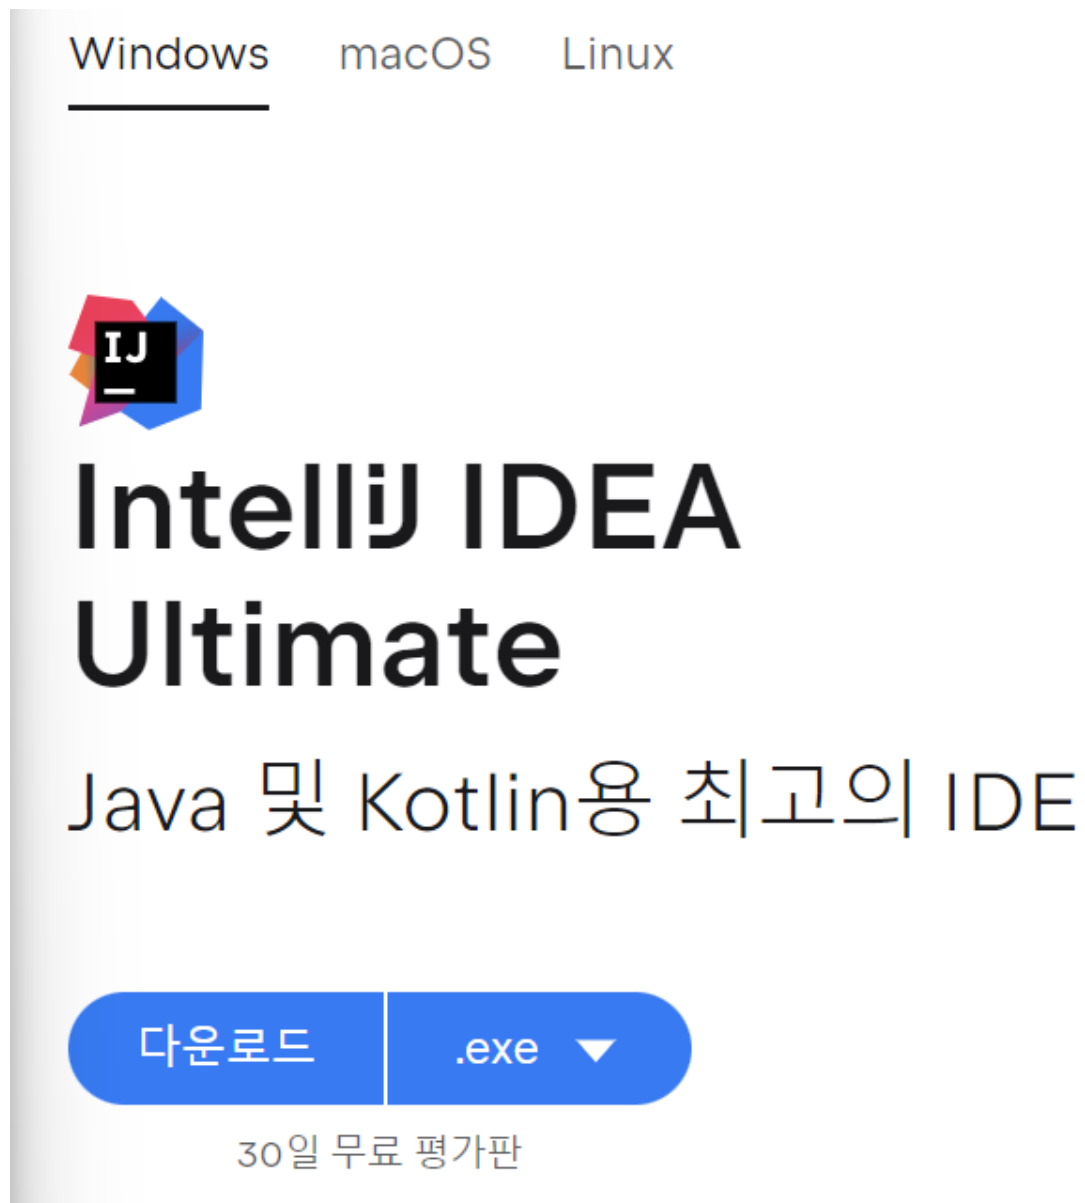 Windows macOS Linux
IJ
IntelliJ IDEA
Ultimate
Java 및 Kotlin용 최고의 IDE
다운로드 .exe
30일 무료 평가판